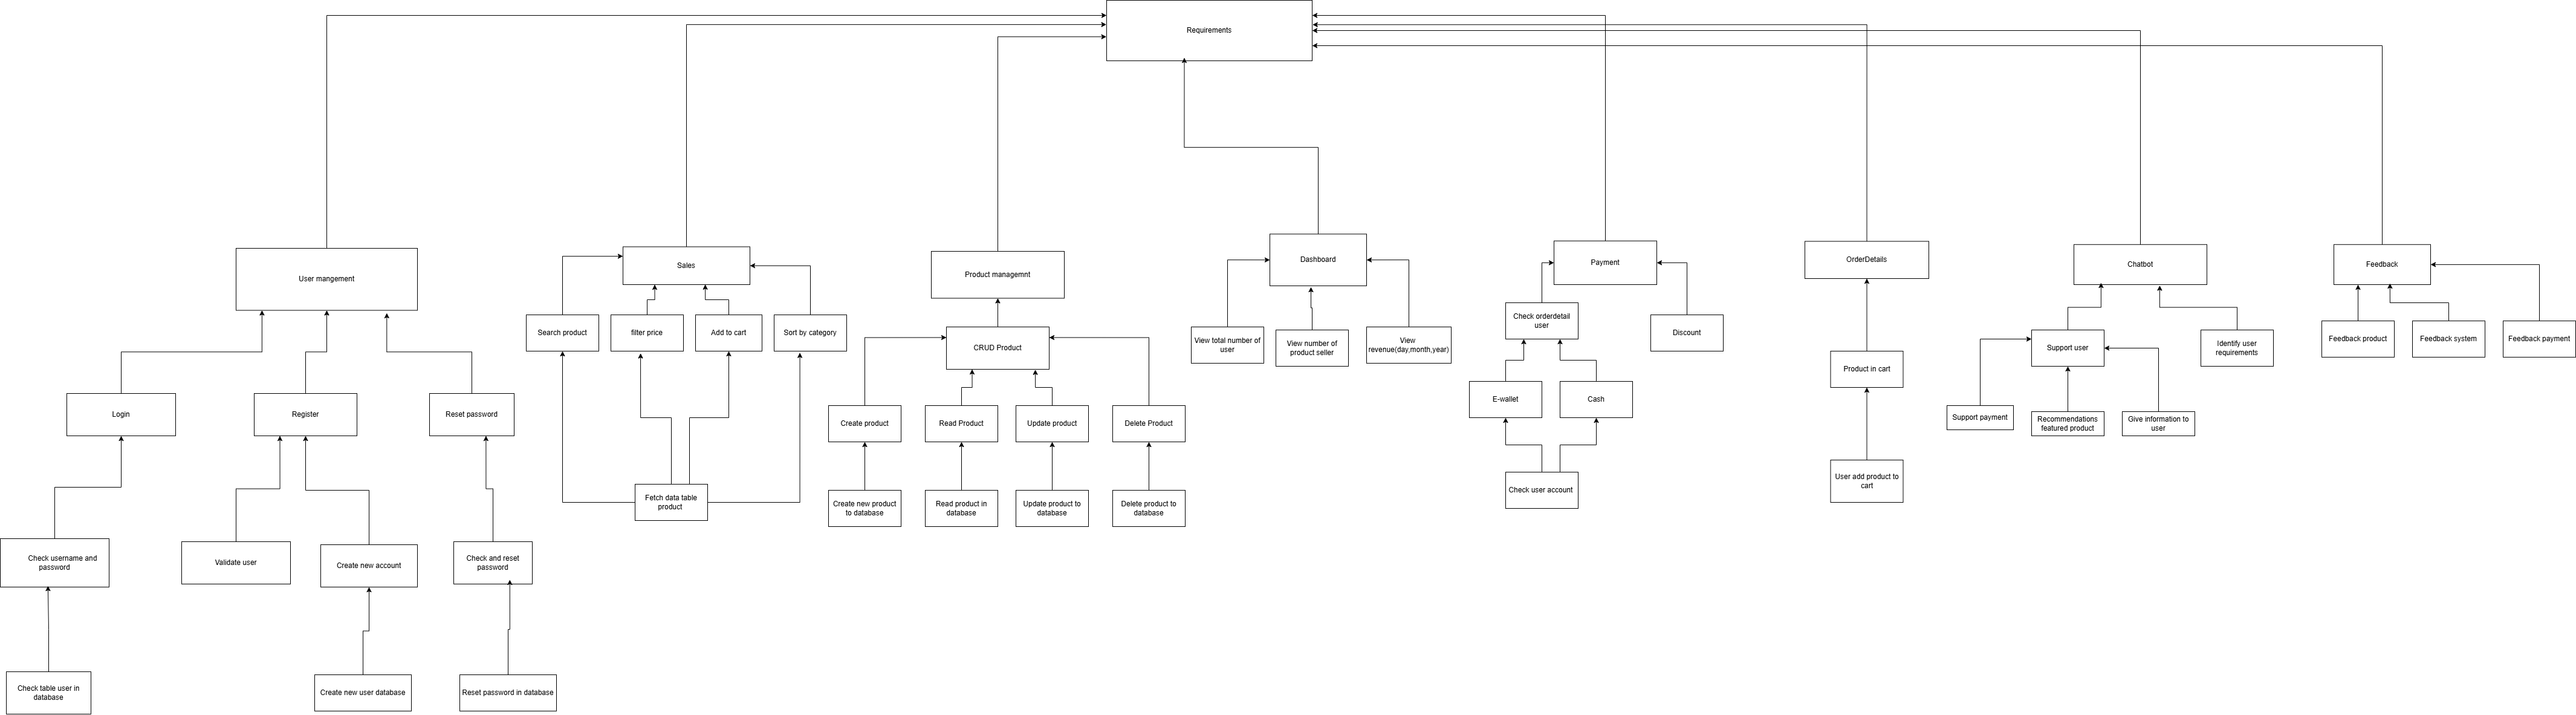 Requirements
User mangement
Sales
Product managemnt
Dashboard
Payment
OrderDetails
Chatbot
Feedback
Search product
filter price
Add to cart
Sort by category
CRUD Product
View total number of
user
View number of
product seller
View
revenue(day,month,year)
Check orderdetail
user
Discount
Product in cart
Support user
Identify user
requirements
Feedback product
Feedback system
Feedback payment
Login
Register
Reset password
Create product
Read Product
Update product
Delete Product
E-wallet
Cash
Support payment
Recommendations
featured product
Give information to
user
Fetch data table
product
Create new product
to database
Read product in
database
Update product to
database
Delete product to
database
Check user account
User add product to
cart
Check username and
password
Validate user
Create new account
Check and reset
password
Check table user in
database
Create new user database
Reset password in database